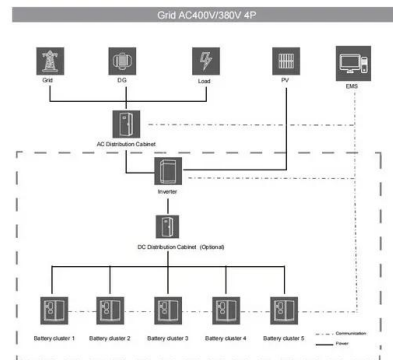 Grid AC400V/380V 4P
Grid
DG
Load
PV
EMS
AC Distribution Cabinet
Inverter
DC Distribution Cabinet (Optional)
Battery cluster 1
Battery cluster 2
Battery cluster 3
Battery cluster 4
Battery cluster 5
Communication
Power